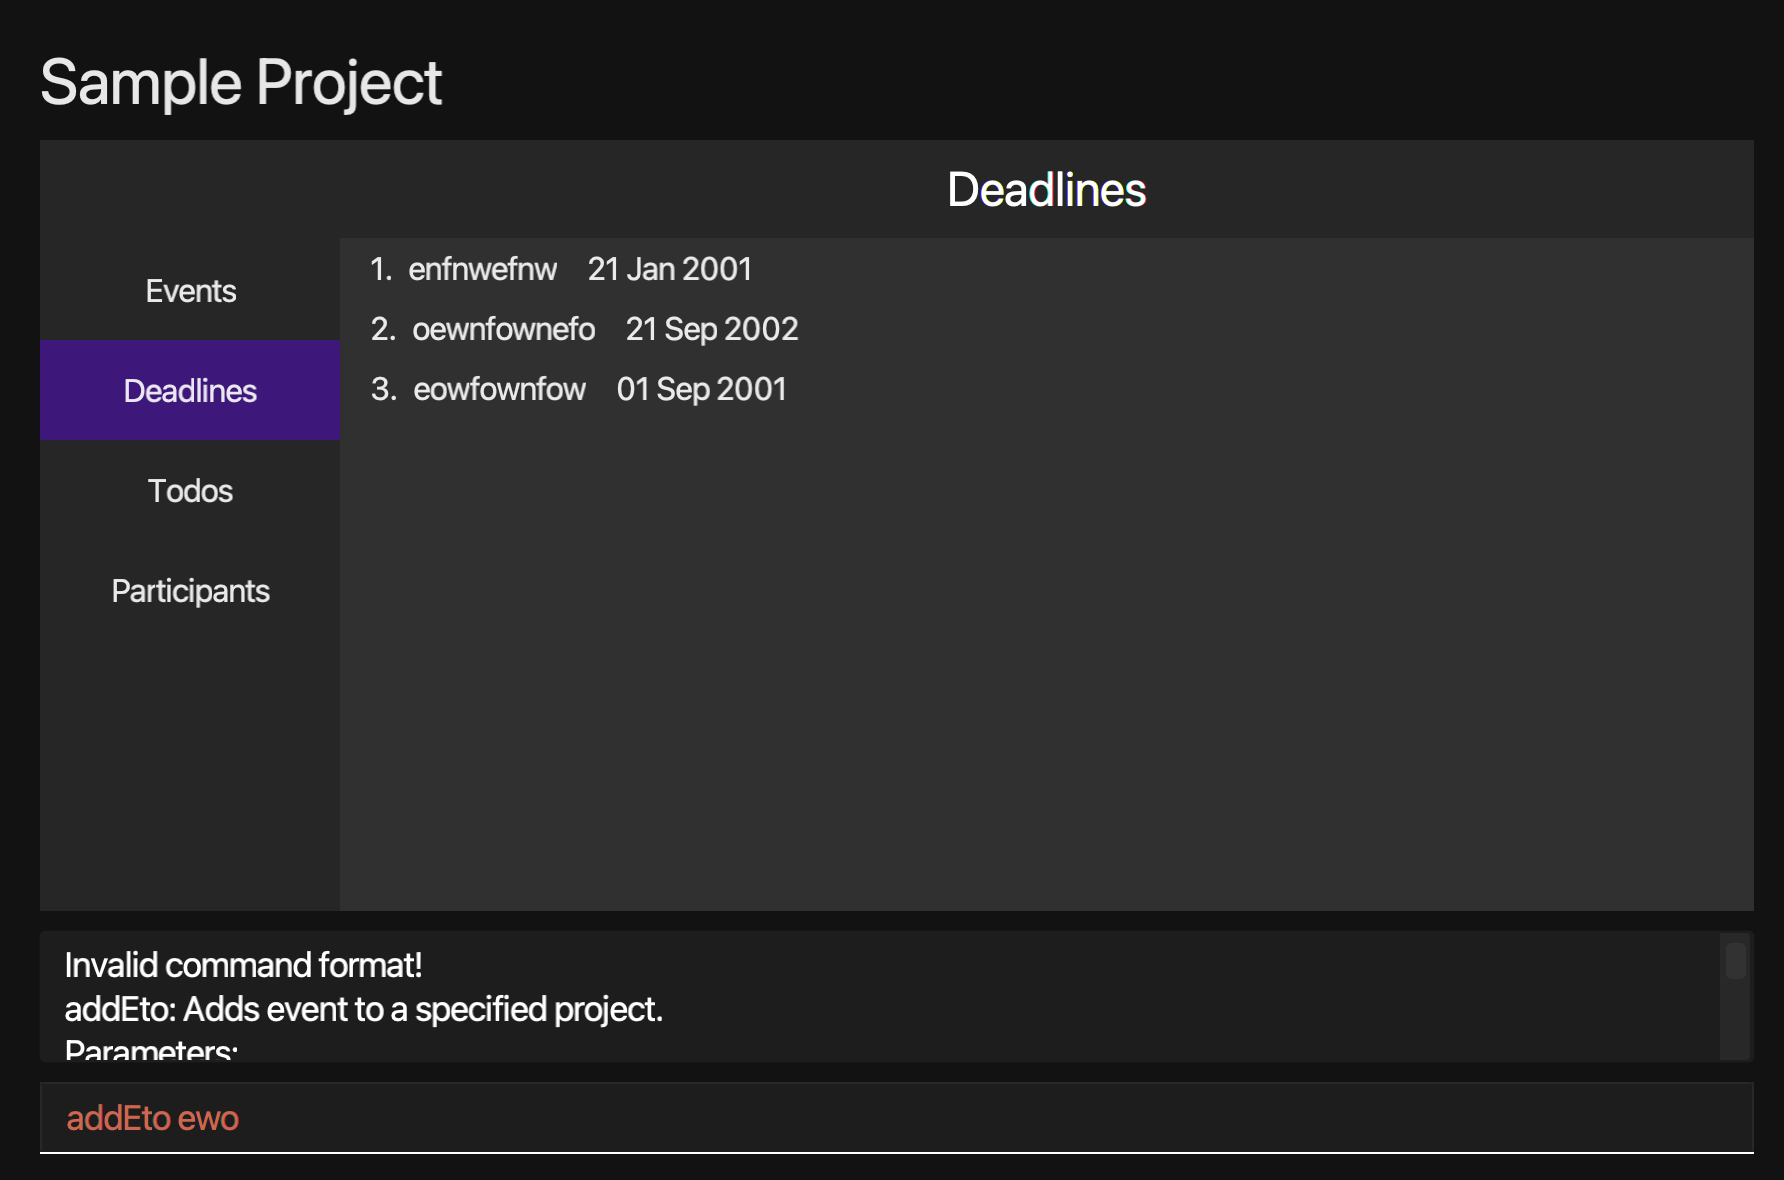 Sample Project
Deadlines
Events
Deadlines
Todos
Participants
1. enfnwefnw 21 Jan 2001
2. oewnfownefo 21 Sep 2002
3. eowfownfow 01 Sep 2001
Invalid command format!
addEto: Adds event to a specified project.
Parameters:
addEto ewo